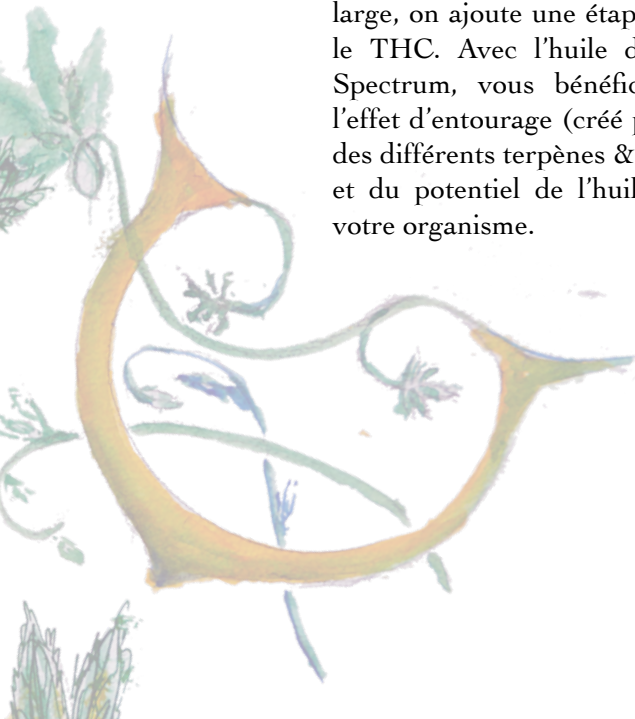 large, on ajoute une étap
le THC. Avec l’huile d
Spectrum, vous bénéfic
l’effet d’entourage (créé p
des différents terpènes &
et du potentiel de l’huil
votre organisme.